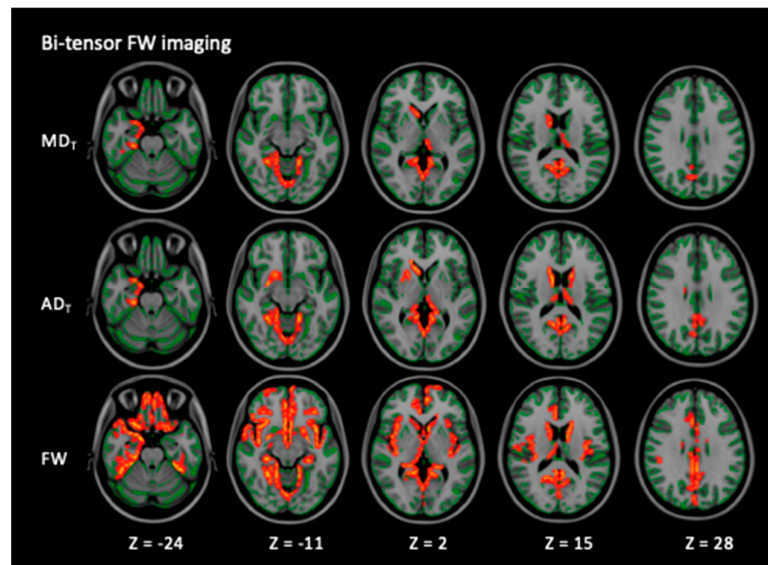 Bi-tensor FW imaging
MD_T
AD_T
FW
Z = -24 Z = -11 Z = 2 Z = 15 Z = 28